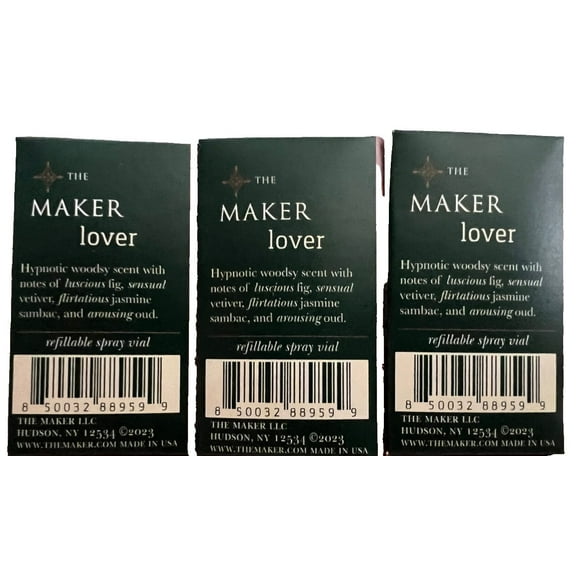 THE
MAKER
lover
Hypnotic woodsy scent with
notes of luscious fig, sensual
vetiver, flirtatious jasmine
sambac, and arousing oud.
refillable spray vial
8 50032 88959 9
THE MAKER LLC
HUDSON, NY 12534 ©2023
WWW.THEMAKER.COM MADE IN USA
THE
MAKER
lover
Hypnotic woodsy scent with
notes of luscious fig, sensual
vetiver, flirtatious jasmine
sambac, and arousing oud.
refillable spray vial
8 50032 88959 9
THE MAKER LLC
HUDSON, NY 12534 ©2023
WWW.THEMAKER.COM MADE IN USA
THE
MAKER
lover
Hypnotic woodsy scent with
notes of luscious fig, sensual
vetiver, flirtatious jasmine
sambac, and arousing oud.
refillable spray vial
8 50032 88959 9
THE MAKER LLC
HUDSON, NY 12534 ©2023
WWW.THEMAKER.COM MADE IN USA